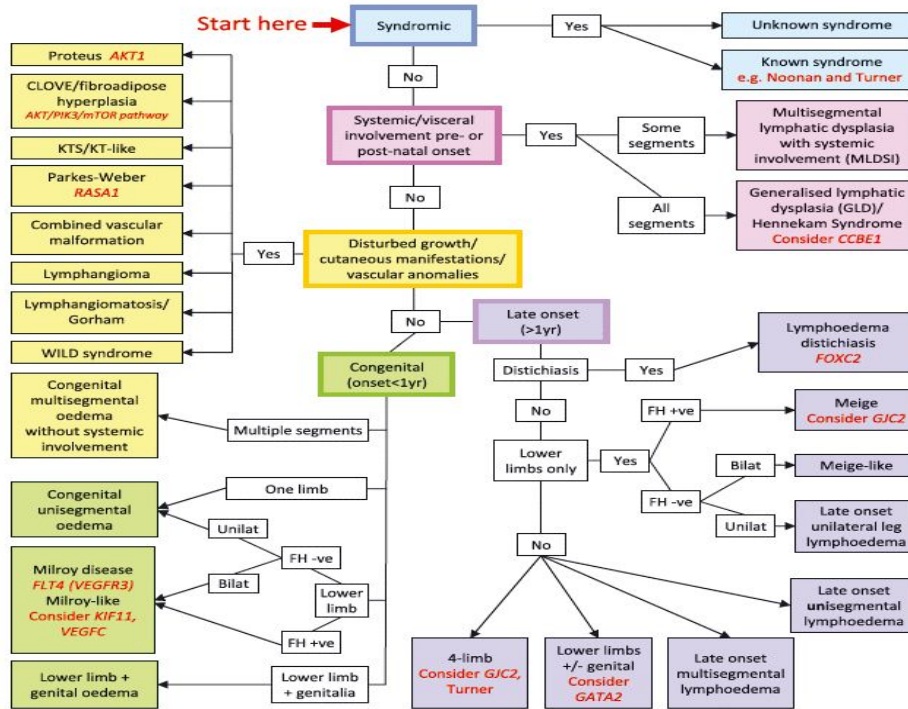 Start here
Syndromic
Yes
Unknown syndrome
Known syndrome
e.g. Noonan and Turner
No
Systemic/visceral
involvement pre- or
post-natal onset
Yes
Some
segments
Multisegmental
lymphatic dysplasia
with systemic
involvement (MLDSI)
All
segments
Generalised lymphatic
dysplasia (GLD)/
Hennekam Syndrome
Consider CCBE1
No
Disturbed growth/
cutaneous manifestations/
vascular anomalies
Yes
Proteus AKT1
CLOVE/fibroadipose
hyperplasia
AKT/PIK3/mTOR pathway
KTS/KT-like
Parkes-Weber
RASA1
Combined vascular
malformation
Lymphangioma
Lymphangiomatosis/
Gorham
WILD syndrome
No
Congenital
(onset<1yr)
Multiple segments
Congenital
multisegmental
oedema
without systemic
involvement
One limb
Congenital
unisegmental
oedema
Unilat
FH -ve
Bilat
Lower
limb
FH +ve
Milroy disease
FLT4 (VEGFR3)
Milroy-like
Consider KIF11,
VEGFC
Lower limb
+ genitalia
Lower limb +
genital oedema
Late onset
(>1yr)
Distichiasis
Yes
Lymphoedema
distichiasis
FOXC2
No
Lower
limbs only
Yes
FH +ve
Meige
Consider GJC2
FH -ve
Bilat
Meige-like
Unilat
Late onset
unilateral leg
lymphoedema
No
4-limb
Consider GJC2,
Turner
Lower limbs
+/- genital
Consider
GATA2
Late onset
multisegmental
lymphoedema
Late onset
unisegmental
lymphoedema